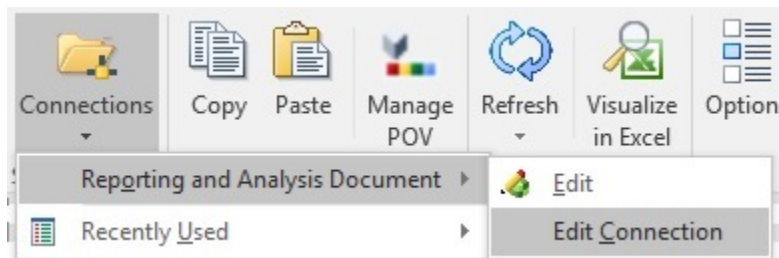 Connections Copy Paste Manage POV Refresh Visualize in Excel Option
Reporting and Analysis Document Edit
Recently Used Edit Connection